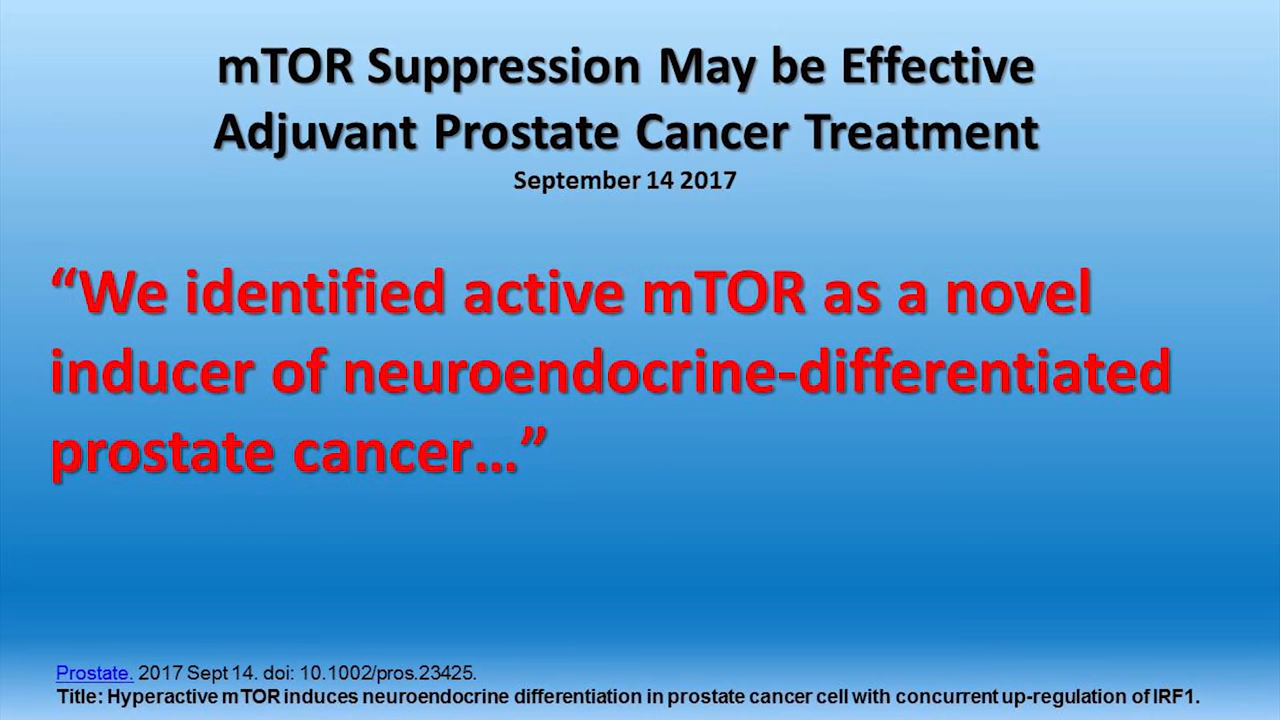 mTOR Suppression May be Effective
Adjuvant Prostate Cancer Treatment
September 14 2017
“We identified active mTOR as a novel
inducer of neuroendocrine-differentiated
prostate cancer…”
Prostate. 2017 Sept 14. doi: 10.1002/pros.23425.
Title: Hyperactive mTOR induces neuroendocrine differentiation in prostate cancer cell with concurrent up-regulation of IRF1.